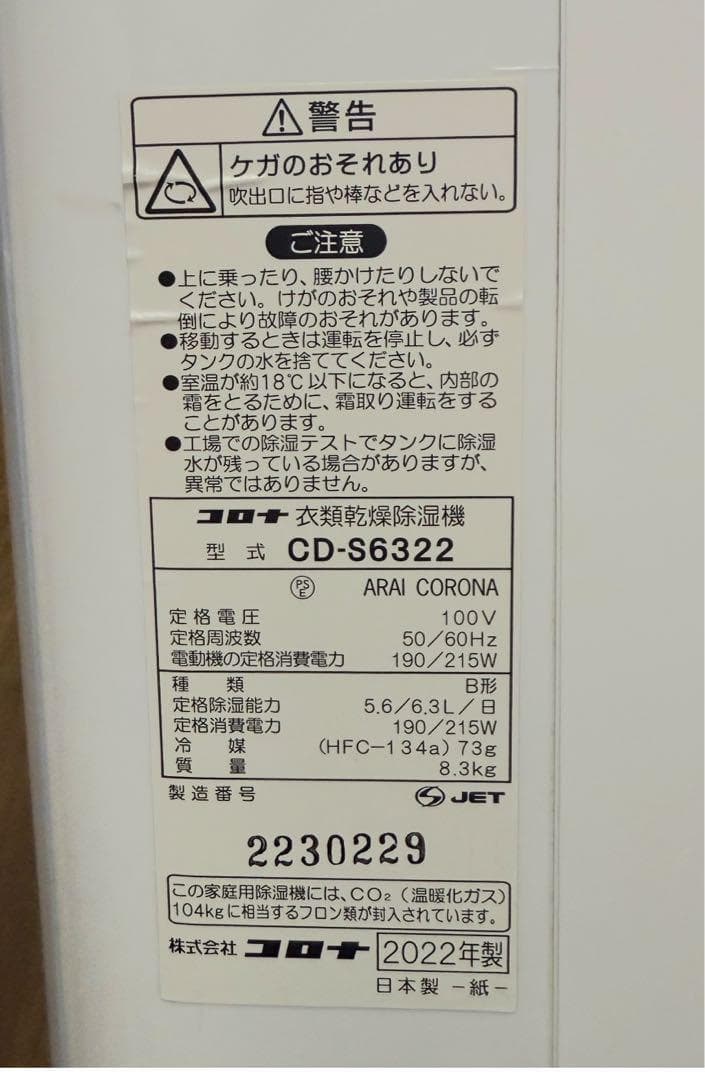 警告
ケガのおそれあり
吹出口に指や棒などを入れない。
ご注意
●上に乗ったり、腰かけたりしないで
ください。けがのおそれや製品の転
倒により故障のおそれがあります。
●移動するときは運転を停止し、必ず
タンクの水を捨ててください。
●室温が約18℃以下になると、内部の
霜をとるために、霜取り運転をする
ことがあります。
●工場での除湿テストでタンクに除湿
水が残っている場合がありますが、
異常ではありません。
コロナ 衣類乾燥除湿機
型式 CD-S6322
PSE ARAI CORONA
定格電圧 100V
定格周波数 50/60Hz
電動機の定格消費電力 190/215W
種類 B形
定格除湿能力 5.6/6.3L/日
定格消費電力 190/215W
冷媒 (HFC-134a) 73g
質量 8.3kg
製造番号 JET
2230229
この家庭用除湿機には、CO₂(温暖化ガス)
104kgに相当するフロン類が封入されています。
株式会社 コロナ 2022年製
日本製 -紙-